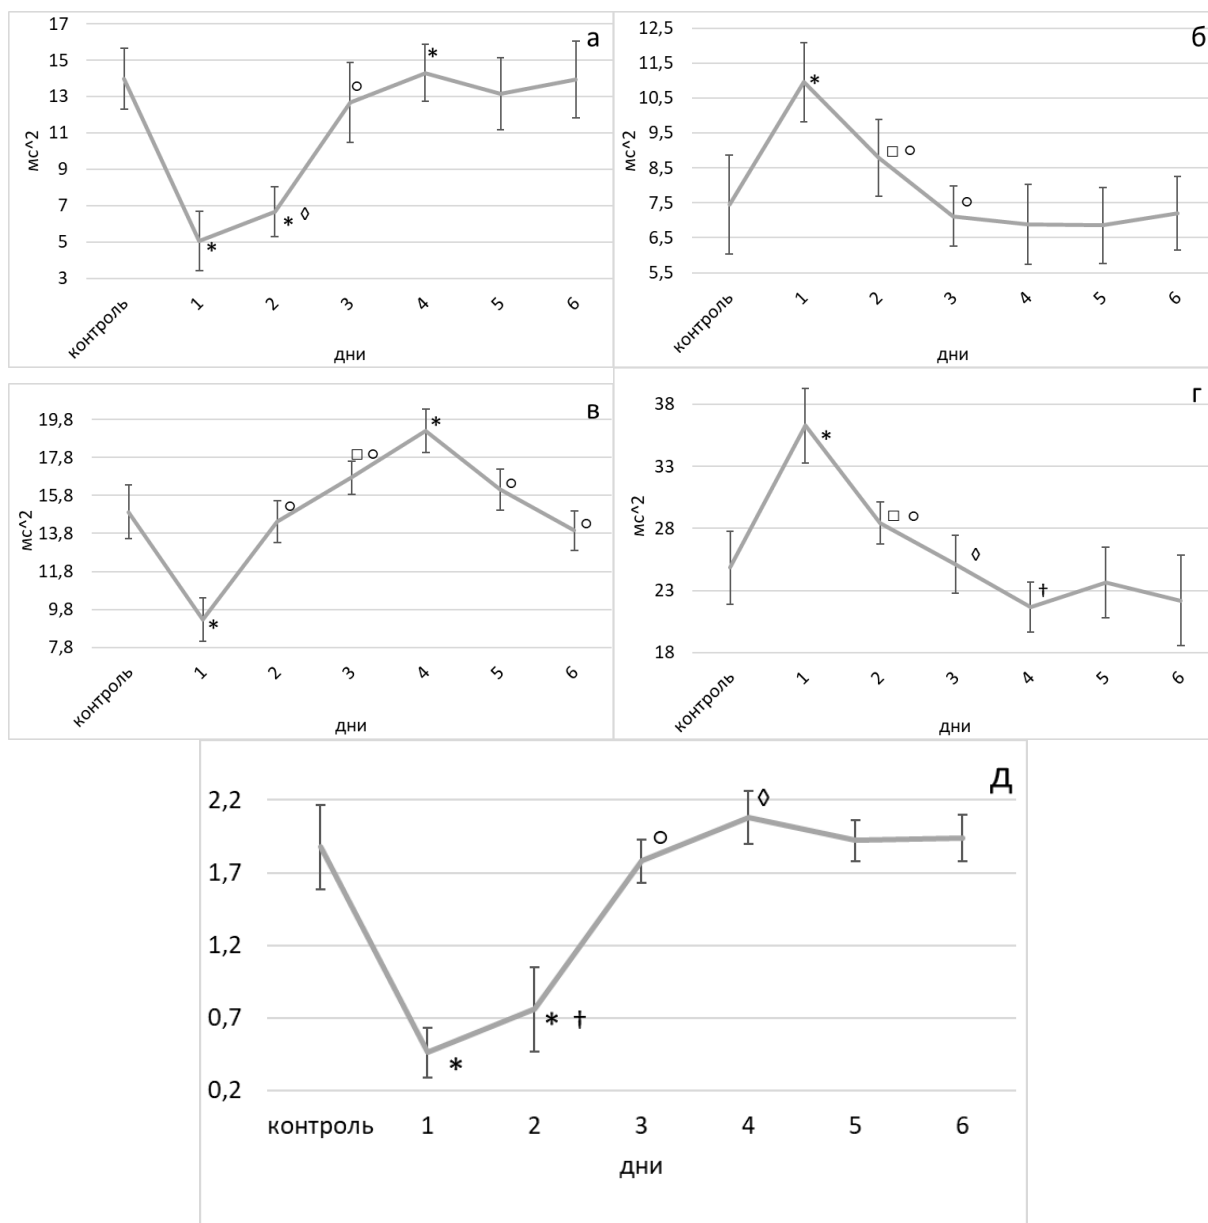 а
17
15
13
11
9
7
5
3
мс^2
○
*
* ◊
*
контроль 1 2 3 4 5 6
дни
б
12,5
11,5
10,5
9,5
8,5
7,5
6,5
5,5
мс^2
*
□ ○
○
контроль 1 2 3 4 5 6
дни
в
19,8
17,8
15,8
13,8
11,8
9,8
7,8
мс^2
*
□ ○
○
○
○
*
контроль 1 2 3 4 5 6
дни
г
38
33
28
23
18
мс^2
*
□ ○
◊
†
контроль 1 2 3 4 5 6
дни
д
2,2
1,7
1,2
0,7
0,2
◊
○
* †
*
контроль 1 2 3 4 5 6
дни